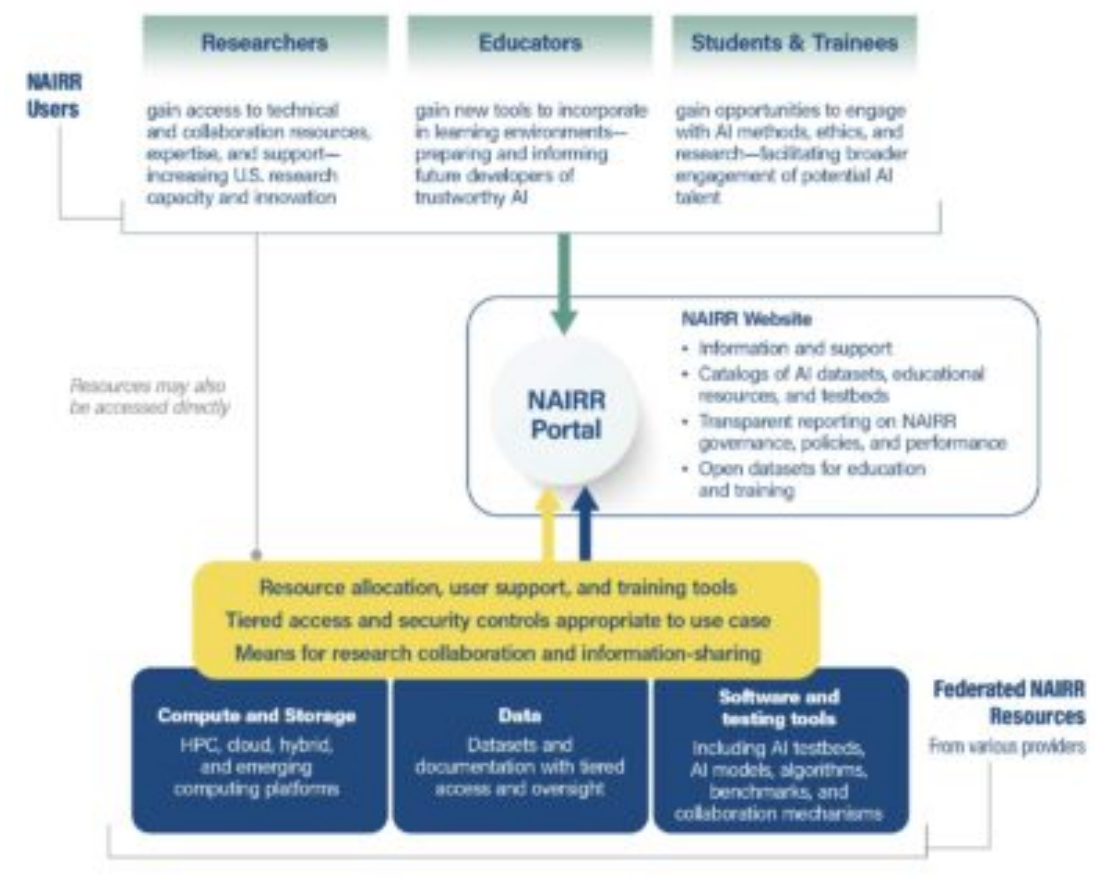 NAIRR
Users
Researchers
gain access to technical
and collaboration resources,
expertise, and support—
increasing U.S. research
capacity and innovation
Educators
gain new tools to incorporate
in learning environments—
preparing and informing
future developers of
trustworthy AI
Students & Trainees
gain opportunities to engage
with AI methods, ethics, and
research—facilitating broader
engagement of potential AI
talent
Resources may also
be accessed directly
NAIRR
Portal
NAIRR Website
• Information and support
• Catalogs of AI datasets, educational
resources, and testbeds
• Transparent reporting on NAIRR
governance, policies, and performance
• Open datasets for education
and training
Resource allocation, user support, and training tools
Tiered access and security controls appropriate to use case
Means for research collaboration and information-sharing
Compute and Storage
HPC, cloud, hybrid,
and emerging
computing platforms
Data
Datasets and
documentation with tiered
access and oversight
Software and
testing tools
Including AI testbeds,
AI models, algorithms,
benchmarks, and
collaboration mechanisms
Federated NAIRR
Resources
From various providers